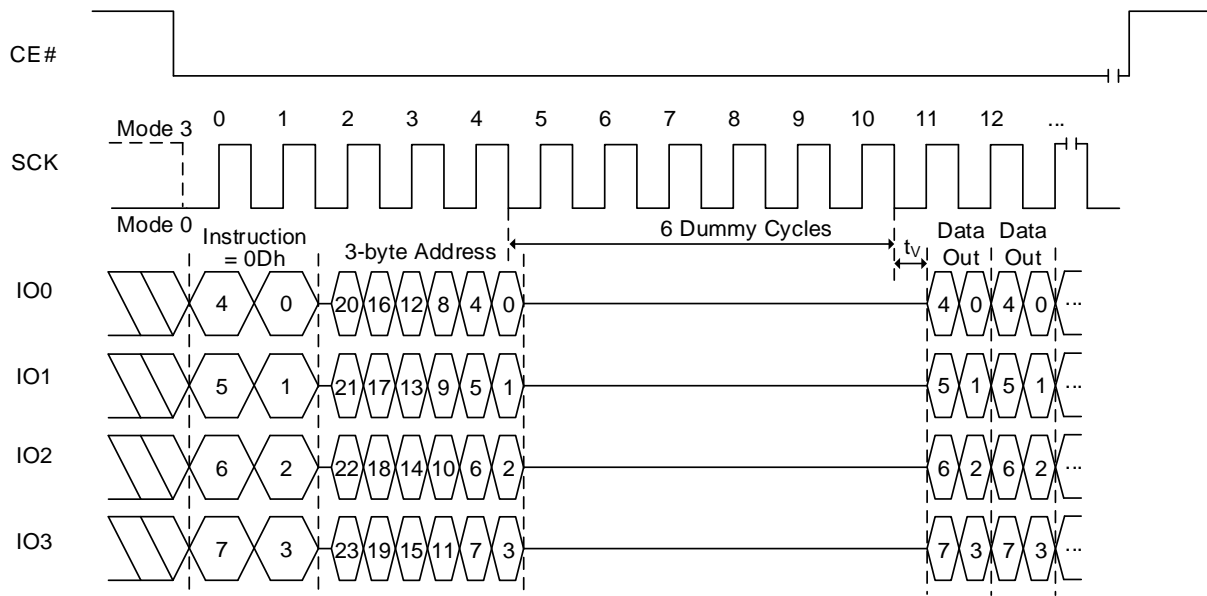 CE#
0 1 2 3 4 5 6 7 8 9 10 11 12 ...
Mode 3
SCK
Mode 0
Instruction
= 0Dh
3-byte Address
6 Dummy Cycles
tV
Data
Out
Data
Out
IO0 4 0 20 16 12 8 4 0 4 0 4 0 ...
IO1 5 1 21 17 13 9 5 1 5 1 5 1 ...
IO2 6 2 22 18 14 10 6 2 6 2 6 2 ...
IO3 7 3 23 19 15 11 7 3 7 3 7 3 ...